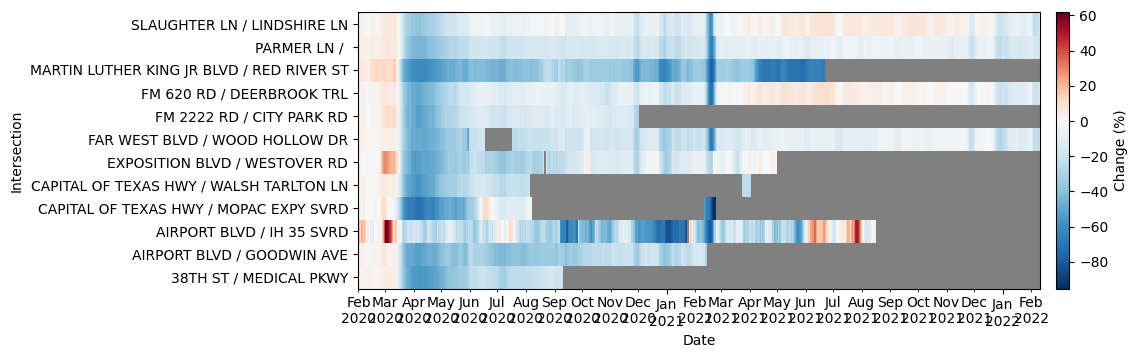 SLAUGHTER LN / LINDSHIRE LN
PARMER LN /
MARTIN LUTHER KING JR BLVD / RED RIVER ST
FM 620 RD / DEERBROOK TRL
FM 2222 RD / CITY PARK RD
FAR WEST BLVD / WOOD HOLLOW DR
EXPOSITION BLVD / WESTOVER RD
CAPITAL OF TEXAS HWY / WALSH TARLTON LN
CAPITAL OF TEXAS HWY / MOPAC EXPY SVRD
AIRPORT BLVD / IH 35 SVRD
AIRPORT BLVD / GOODWIN AVE
38TH ST / MEDICAL PKWY
Intersection
Feb Mar Apr May Jun Jul Aug Sep Oct Nov Dec Jan Feb Mar Apr May Jun Jul Aug Sep Oct Nov Dec Jan Feb
2020 2020 2020 2020 2020 2020 2020 2020 2020 2020 2020 2021 2021 2021 2021 2021 2021 2021 2021 2021 2021 2021 2021 2022 2022
Date
60
40
20
0
−20
−40
−60
−80
Change (%)